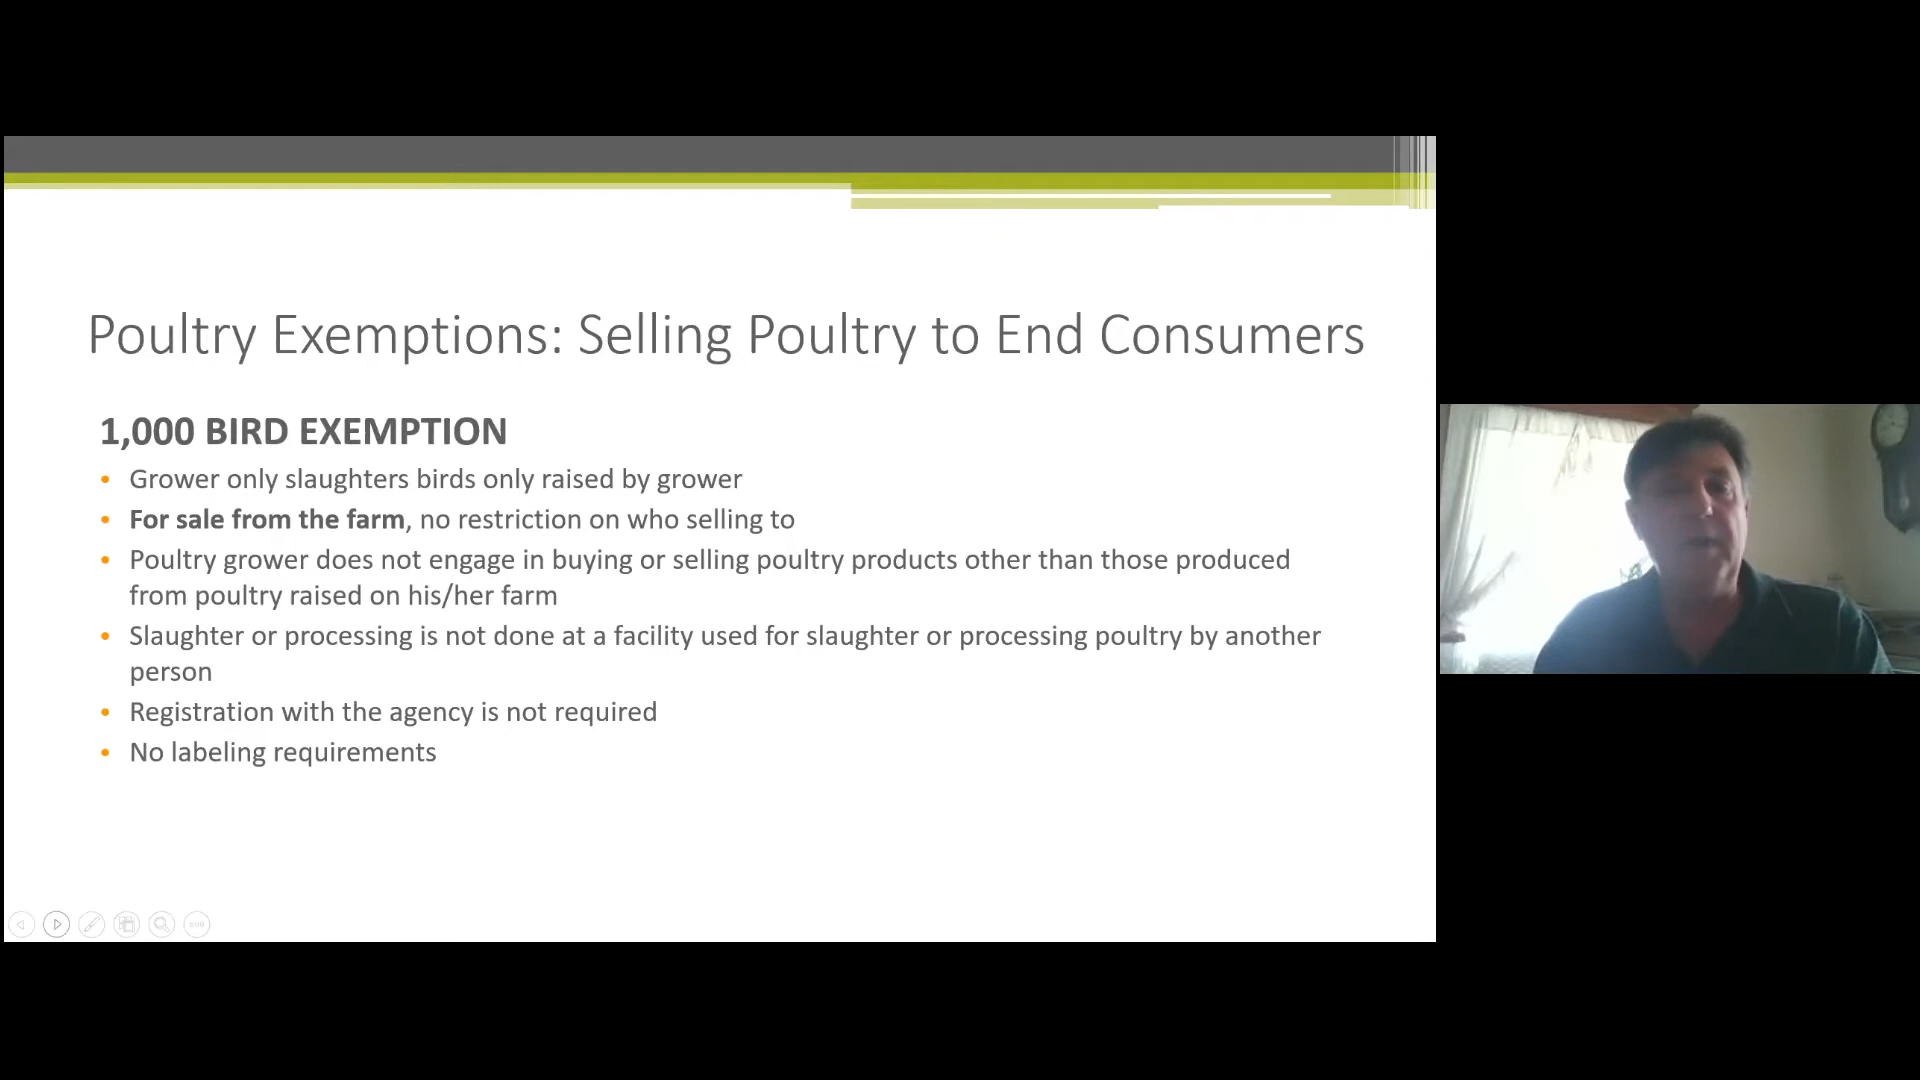 Poultry Exemptions: Selling Poultry to End Consumers
1,000 BIRD EXEMPTION
• Grower only slaughters birds only raised by grower
• For sale from the farm, no restriction on who selling to
• Poultry grower does not engage in buying or selling poultry products other than those produced
from poultry raised on his/her farm
• Slaughter or processing is not done at a facility used for slaughter or processing poultry by another
person
• Registration with the agency is not required
• No labeling requirements